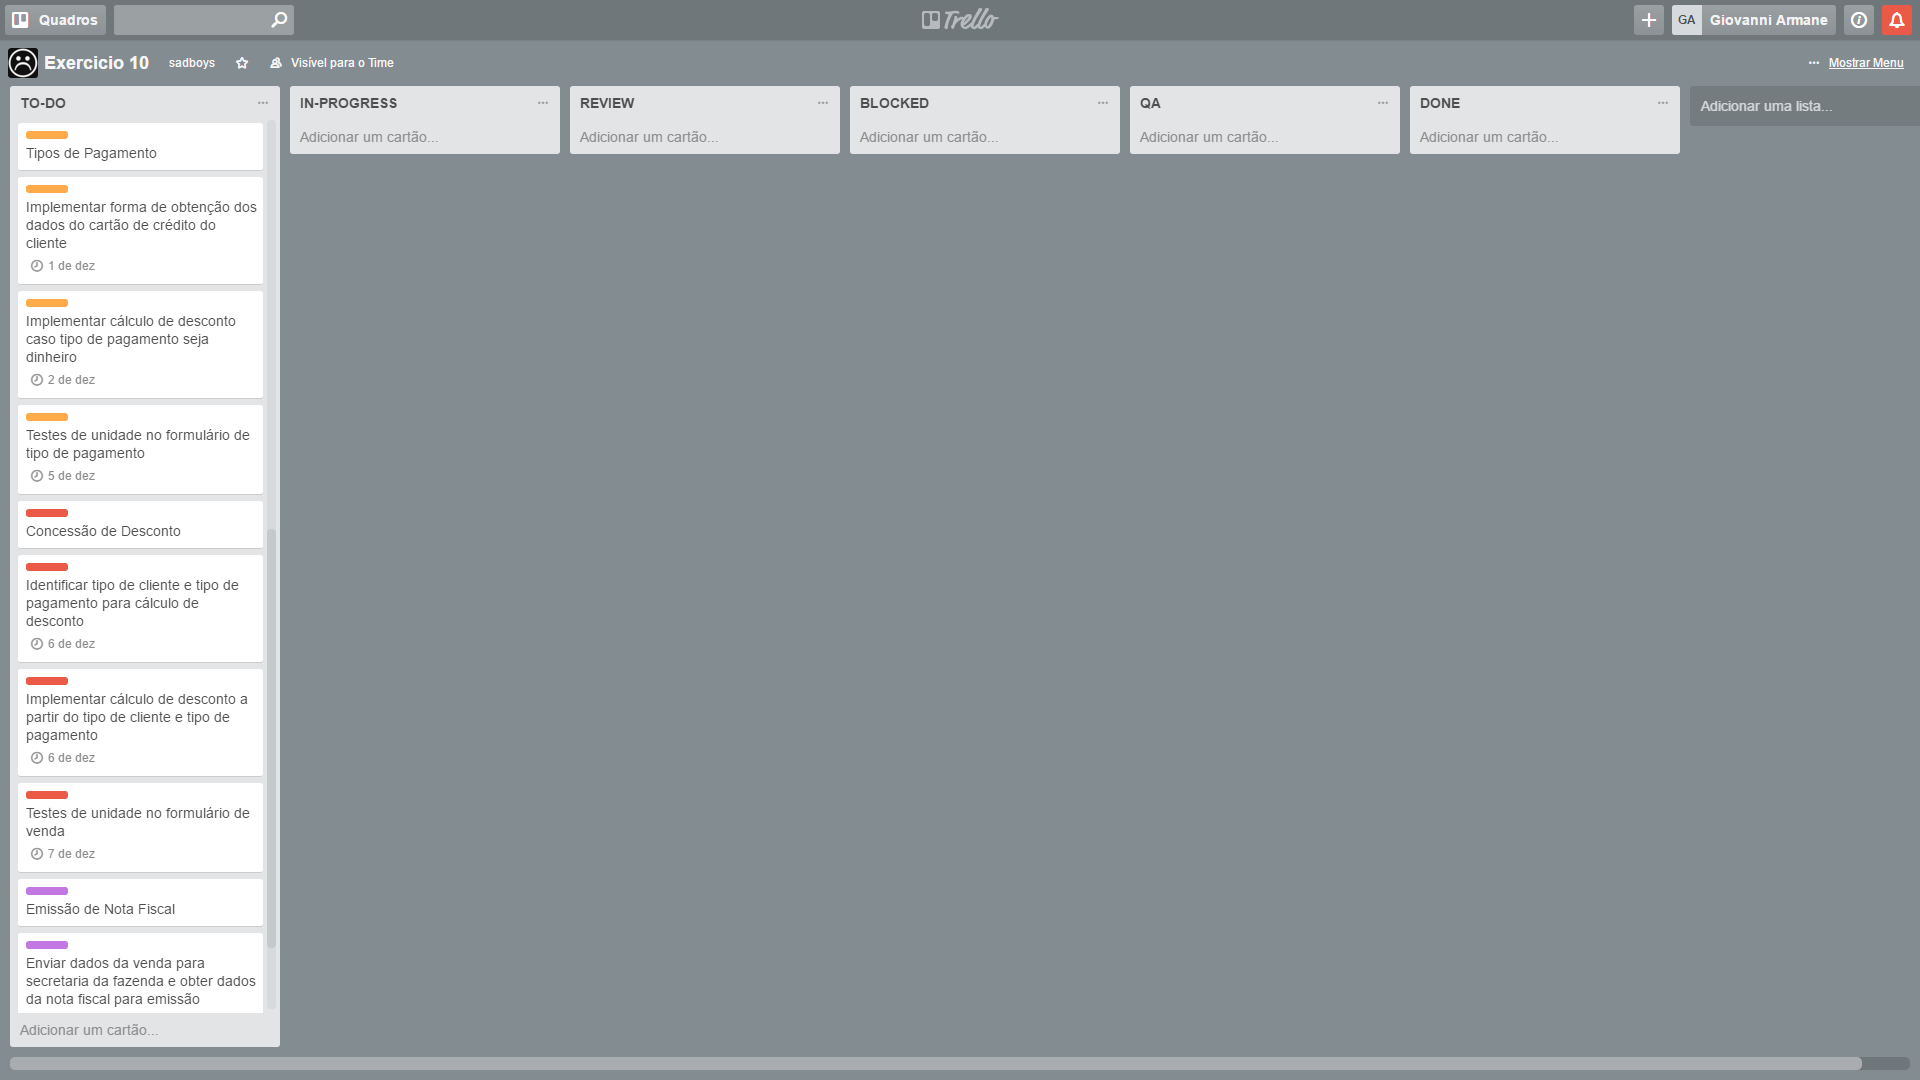 Quadros
Trello
GA Giovanni Armane
Exercicio 10
sadboys
Visível para o Time
··· Mostrar Menu
TO-DO
Tipos de Pagamento
Implementar forma de obtenção dos
dados do cartão de crédito do
cliente
1 de dez
Implementar cálculo de desconto
caso tipo de pagamento seja
dinheiro
2 de dez
Testes de unidade no formulário de
tipo de pagamento
5 de dez
Concessão de Desconto
Identificar tipo de cliente e tipo de
pagamento para cálculo de
desconto
6 de dez
Implementar cálculo de desconto a
partir do tipo de cliente e tipo de
pagamento
6 de dez
Testes de unidade no formulário de
venda
7 de dez
Emissão de Nota Fiscal
Enviar dados da venda para
secretaria da fazenda e obter dados
da nota fiscal para emissão
Adicionar um cartão...
IN-PROGRESS
Adicionar um cartão...
REVIEW
Adicionar um cartão...
BLOCKED
Adicionar um cartão...
QA
Adicionar um cartão...
DONE
Adicionar um cartão...
Adicionar uma lista...